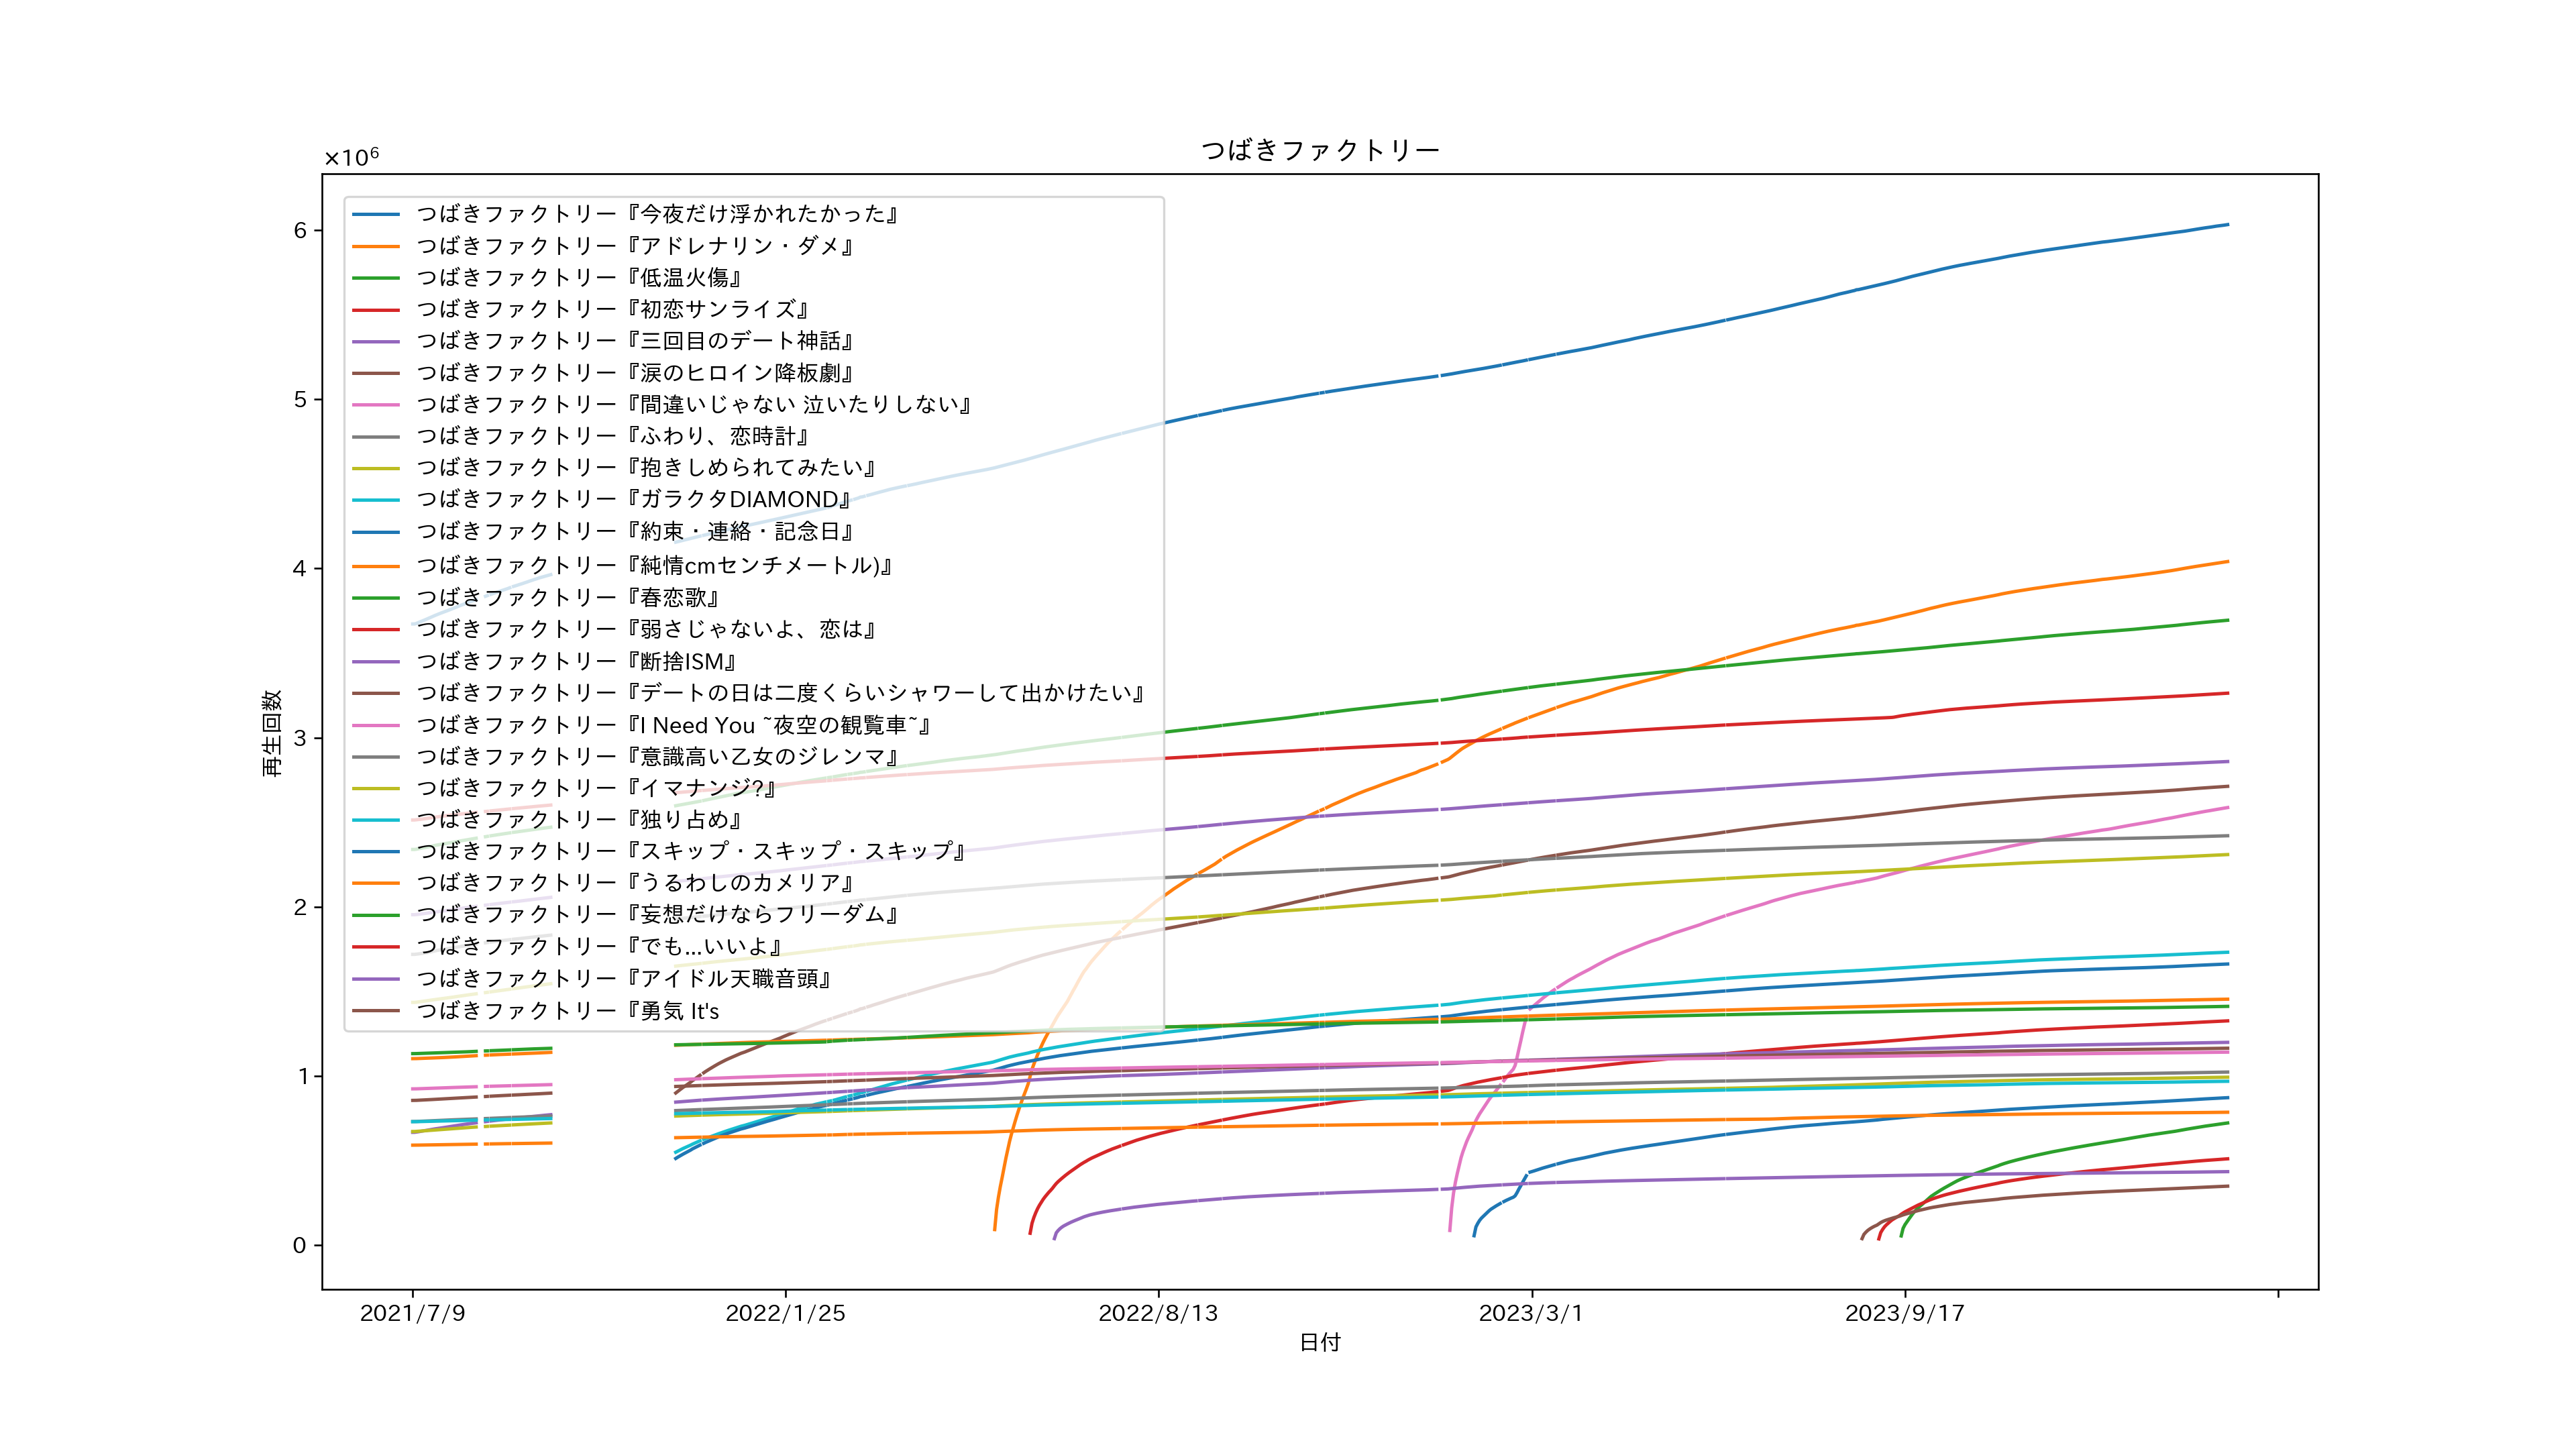 つばきファクトリー
×10⁶
つばきファクトリー『今夜だけ浮かれたかった』
つばきファクトリー『アドレナリン・ダメ』
つばきファクトリー『低温火傷』
つばきファクトリー『初恋サンライズ』
つばきファクトリー『三回目のデート神話』
つばきファクトリー『涙のヒロイン降板劇』
つばきファクトリー『間違いじゃない 泣いたりしない』
つばきファクトリー『ふわり、恋時計』
つばきファクトリー『抱きしめられてみたい』
つばきファクトリー『ガラクタDIAMOND』
つばきファクトリー『約束・連絡・記念日』
つばきファクトリー『純情cmセンチメートル)』
つばきファクトリー『春恋歌』
つばきファクトリー『弱さじゃないよ、恋は』
つばきファクトリー『断捨ISM』
つばきファクトリー『デートの日は二度くらいシャワーして出かけたい』
つばきファクトリー『I Need You ~夜空の観覧車~』
つばきファクトリー『意識高い乙女のジレンマ』
つばきファクトリー『イマナンジ?』
つばきファクトリー『独り占め』
つばきファクトリー『スキップ・スキップ・スキップ』
つばきファクトリー『うるわしのカメリア』
つばきファクトリー『妄想だけならフリーダム』
つばきファクトリー『でも...いいよ』
つばきファクトリー『アイドル天職音頭』
つばきファクトリー『勇気 It's
6
5
4
3
2
1
0
再生回数
2021/7/9
2022/1/25
2022/8/13
2023/3/1
2023/9/17
日付